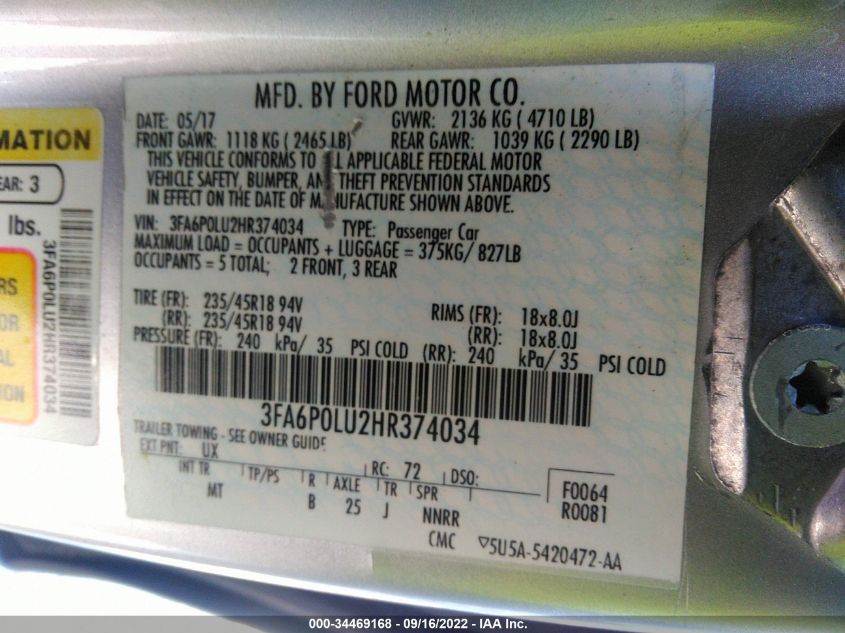 MATION
EAR: 3
lbs.
3FA6P0LU2HR374034
RS
OR
AL
TION
MFD. BY FORD MOTOR CO.
DATE: 05/17 GVWR: 2136 KG ( 4710 LB)
FRONT GAWR: 1118 KG ( 2465 LB) REAR GAWR: 1039 KG ( 2290 LB)
THIS VEHICLE CONFORMS TO ALL APPLICABLE FEDERAL MOTOR
VEHICLE SAFETY, BUMPER, AND THEFT PREVENTION STANDARDS
IN EFFECT ON THE DATE OF MANUFACTURE SHOWN ABOVE.
VIN: 3FA6P0LU2HR374034 TYPE: Passenger Car
MAXIMUM LOAD = OCCUPANTS + LUGGAGE = 375KG/ 827LB
OCCUPANTS = 5 TOTAL; 2 FRONT, 3 REAR
TIRE (FR): 235/45R18 94V RIMS (FR): 18x8.0J
(RR): 235/45R18 94V (RR): 18x8.0J
PRESSURE (FR): 240 kPa/ 35 PSI COLD (RR): 240 kPa/ 35 PSI COLD
3FA6P0LU2HR374034
TRAILER TOWING - SEE OWNER GUIDE
EXT PNT: UX RC: 72 DSO:
INT TR TP/PS R AXLE TR SPR F0064
MT B 25 J NNRR R0081
CMC ▽5U5A-5420472-AA
000-34469168 - 09/16/2022 - IAA Inc.